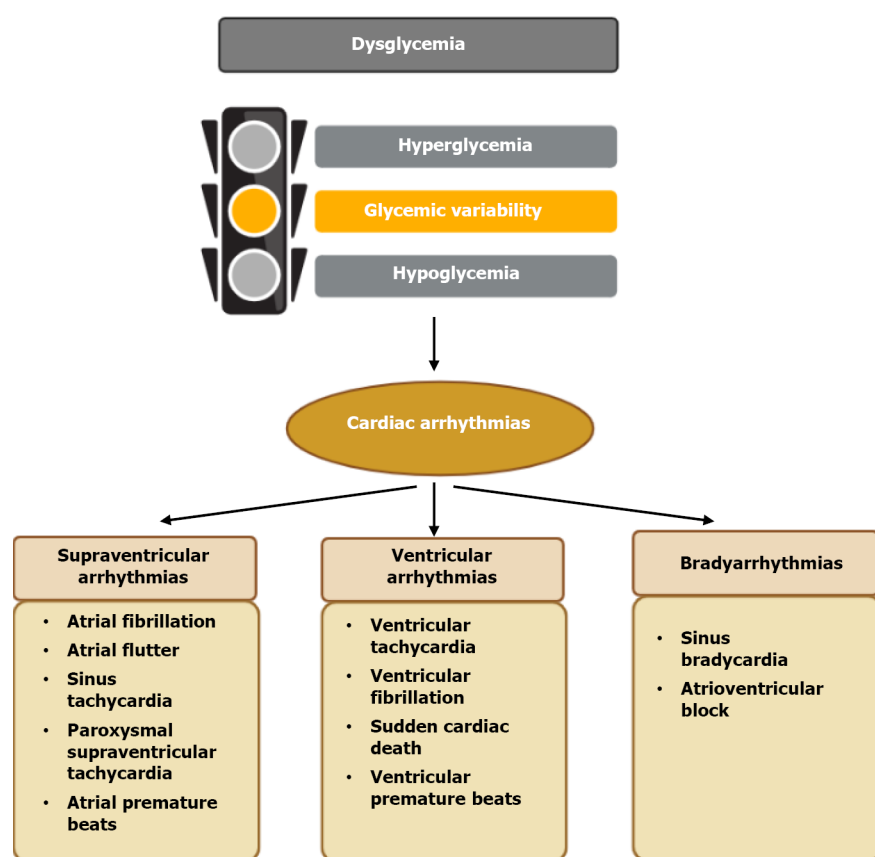 Dysglycemia
Hyperglycemia
Glycemic variability
Hypoglycemia
Cardiac arrhythmias
Supraventricular
arrhythmias
• Atrial fibrillation
• Atrial flutter
• Sinus
tachycardia
• Paroxysmal
supraventricular
tachycardia
• Atrial premature
beats
Ventricular
arrhythmias
• Ventricular
tachycardia
• Ventricular
fibrillation
• Sudden cardiac
death
• Ventricular
premature beats
Bradyarrhythmias
• Sinus
bradycardia
• Atrioventricular
block